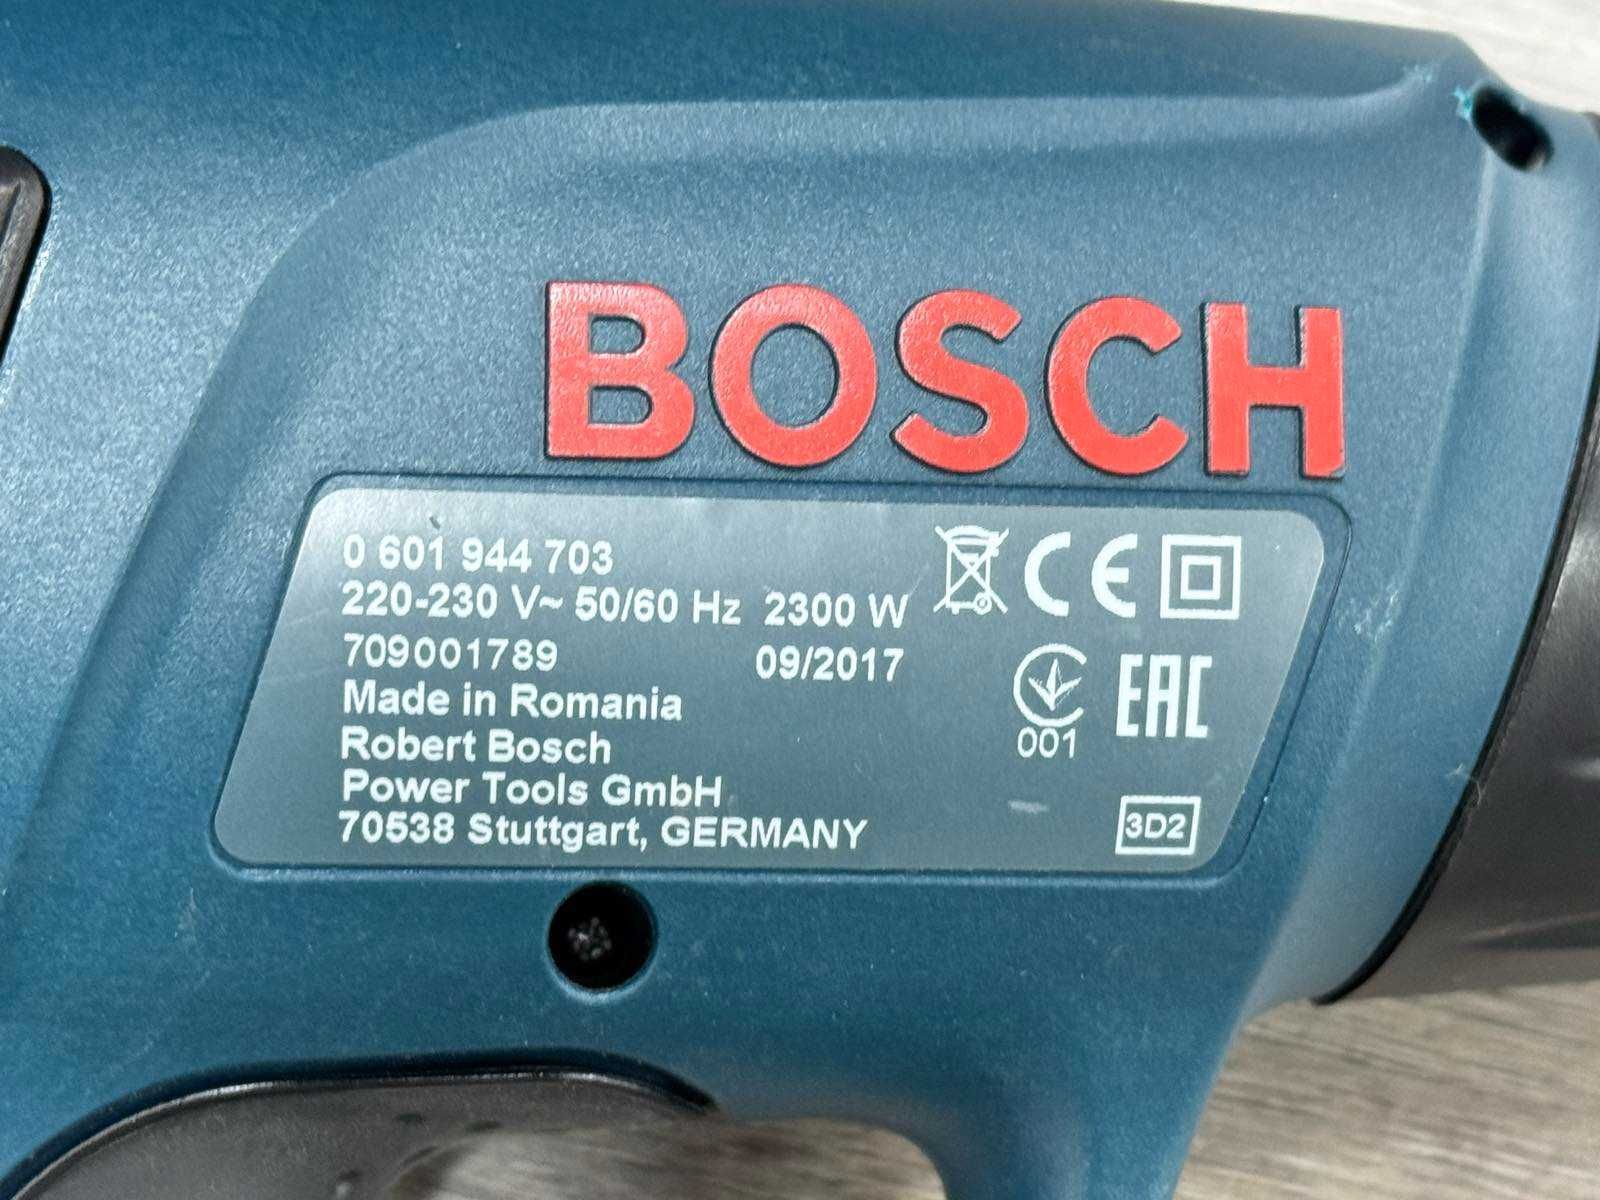 BOSCH
0 601 944 703
220-230 V~ 50/60 Hz 2300 W
709001789 09/2017
Made in Romania
Robert Bosch
Power Tools GmbH
70538 Stuttgart, GERMANY
CE
001
EAC
3D2